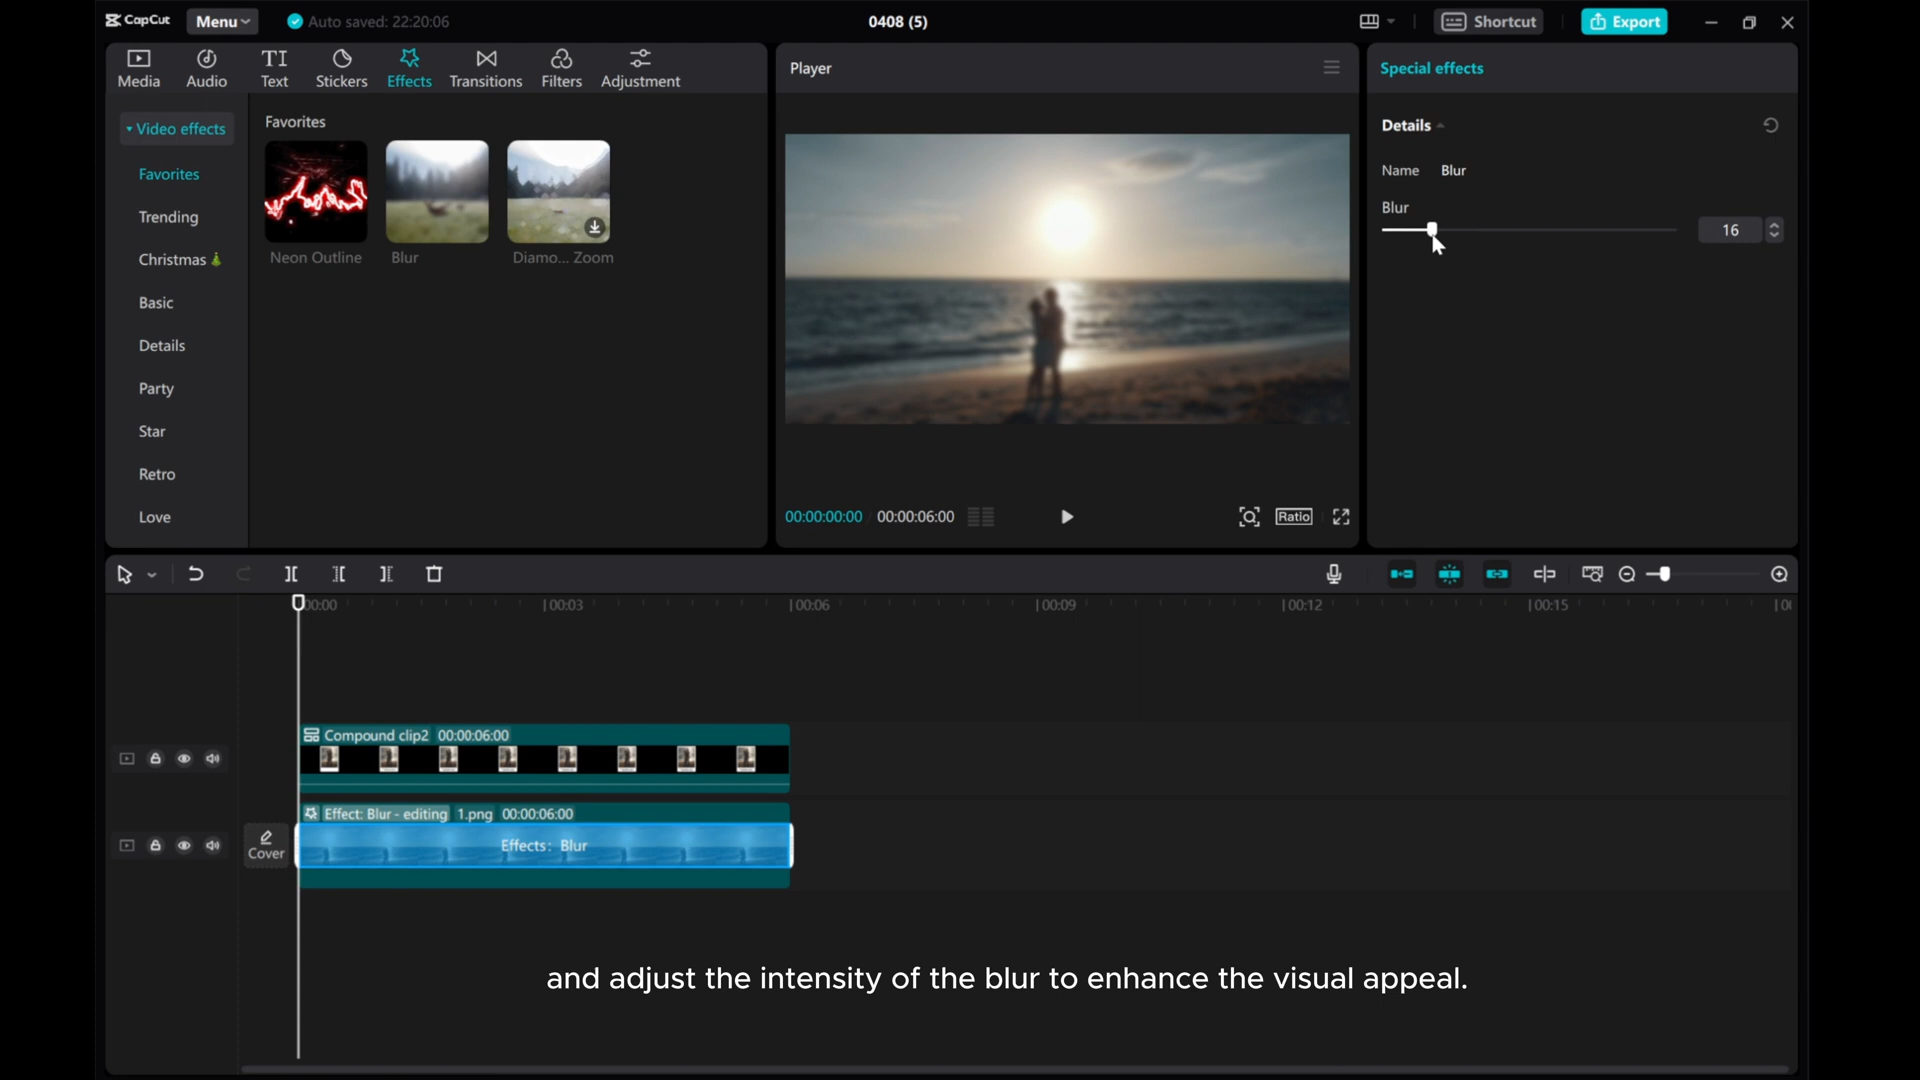 CapCut
Menu
Auto saved: 22:20:06
0408 (5)
Shortcut
Export
Media
Audio
TI
Text
Stickers
Effects
Transitions
Filters
Adjustment
Player
Special effects
Video effects
Favorites
Trending
Christmas
Basic
Details
Party
Star
Retro
Love
Favorites
Neon Outline
Blur
Diamo... Zoom
Details
Name Blur
Blur
16
00:00:00:00
00:00:06:00
Ratio
00:00
00:03
00:06
00:09
00:12
00:15
Compound clip2 00:00:06:00
Effect: Blur - editing 1.png 00:00:06:00
Effects: Blur
Cover
and adjust the intensity of the blur to enhance the visual appeal.